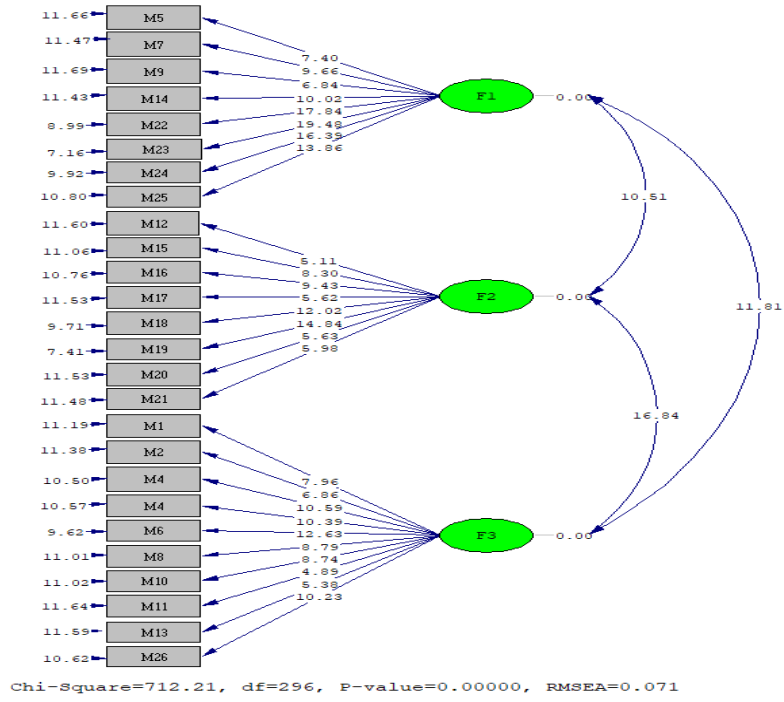 11.66 M5
11.47 M7
11.69 M9
11.43 M14
8.99 M22
7.16 M23
9.92 M24
10.80 M25
11.60 M12
11.06 M15
10.76 M16
11.53 M17
9.71 M18
7.41 M19
11.53 M20
11.48 M21
11.19 M1
11.38 M2
10.50 M4
10.57 M4
9.62 M6
11.01 M8
11.02 M10
11.64 M11
11.59 M13
10.62 M26
7.40
9.66
6.84
10.02
17.84
19.48
16.39
13.86
5.11
8.30
9.43
5.62
12.02
14.84
5.63
5.98
7.96
6.86
10.59
10.39
12.63
8.79
8.74
4.89
5.38
10.23
F1 0.00
F2 0.00
F3 0.00
10.51
11.81
16.84
Chi-Square=712.21, df=296, P-value=0.00000, RMSEA=0.071